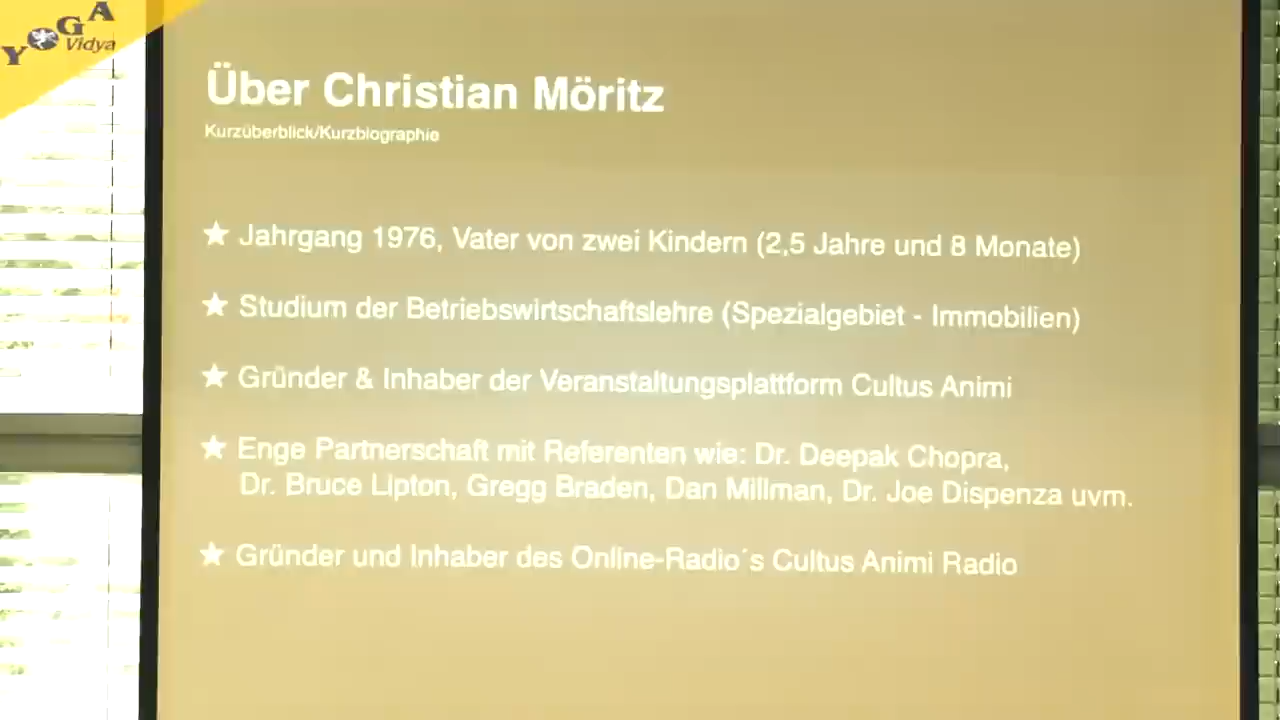 YOGA
Vidya
Über Christian Möritz
Kurzüberblick/Kurzbiographie
★ Jahrgang 1976, Vater von zwei Kindern (2,5 Jahre und 8 Monate)
★ Studium der Betriebswirtschaftslehre (Spezialgebiet - Immobilien)
★ Gründer & Inhaber der Veranstaltungsplattform Cultus Animi
★ Enge Partnerschaft mit Referenten wie: Dr. Deepak Chopra,
Dr. Bruce Lipton, Gregg Braden, Dan Millman, Dr. Joe Dispenza uvm.
★ Gründer und Inhaber des Online-Radio´s Cultus Animi Radio